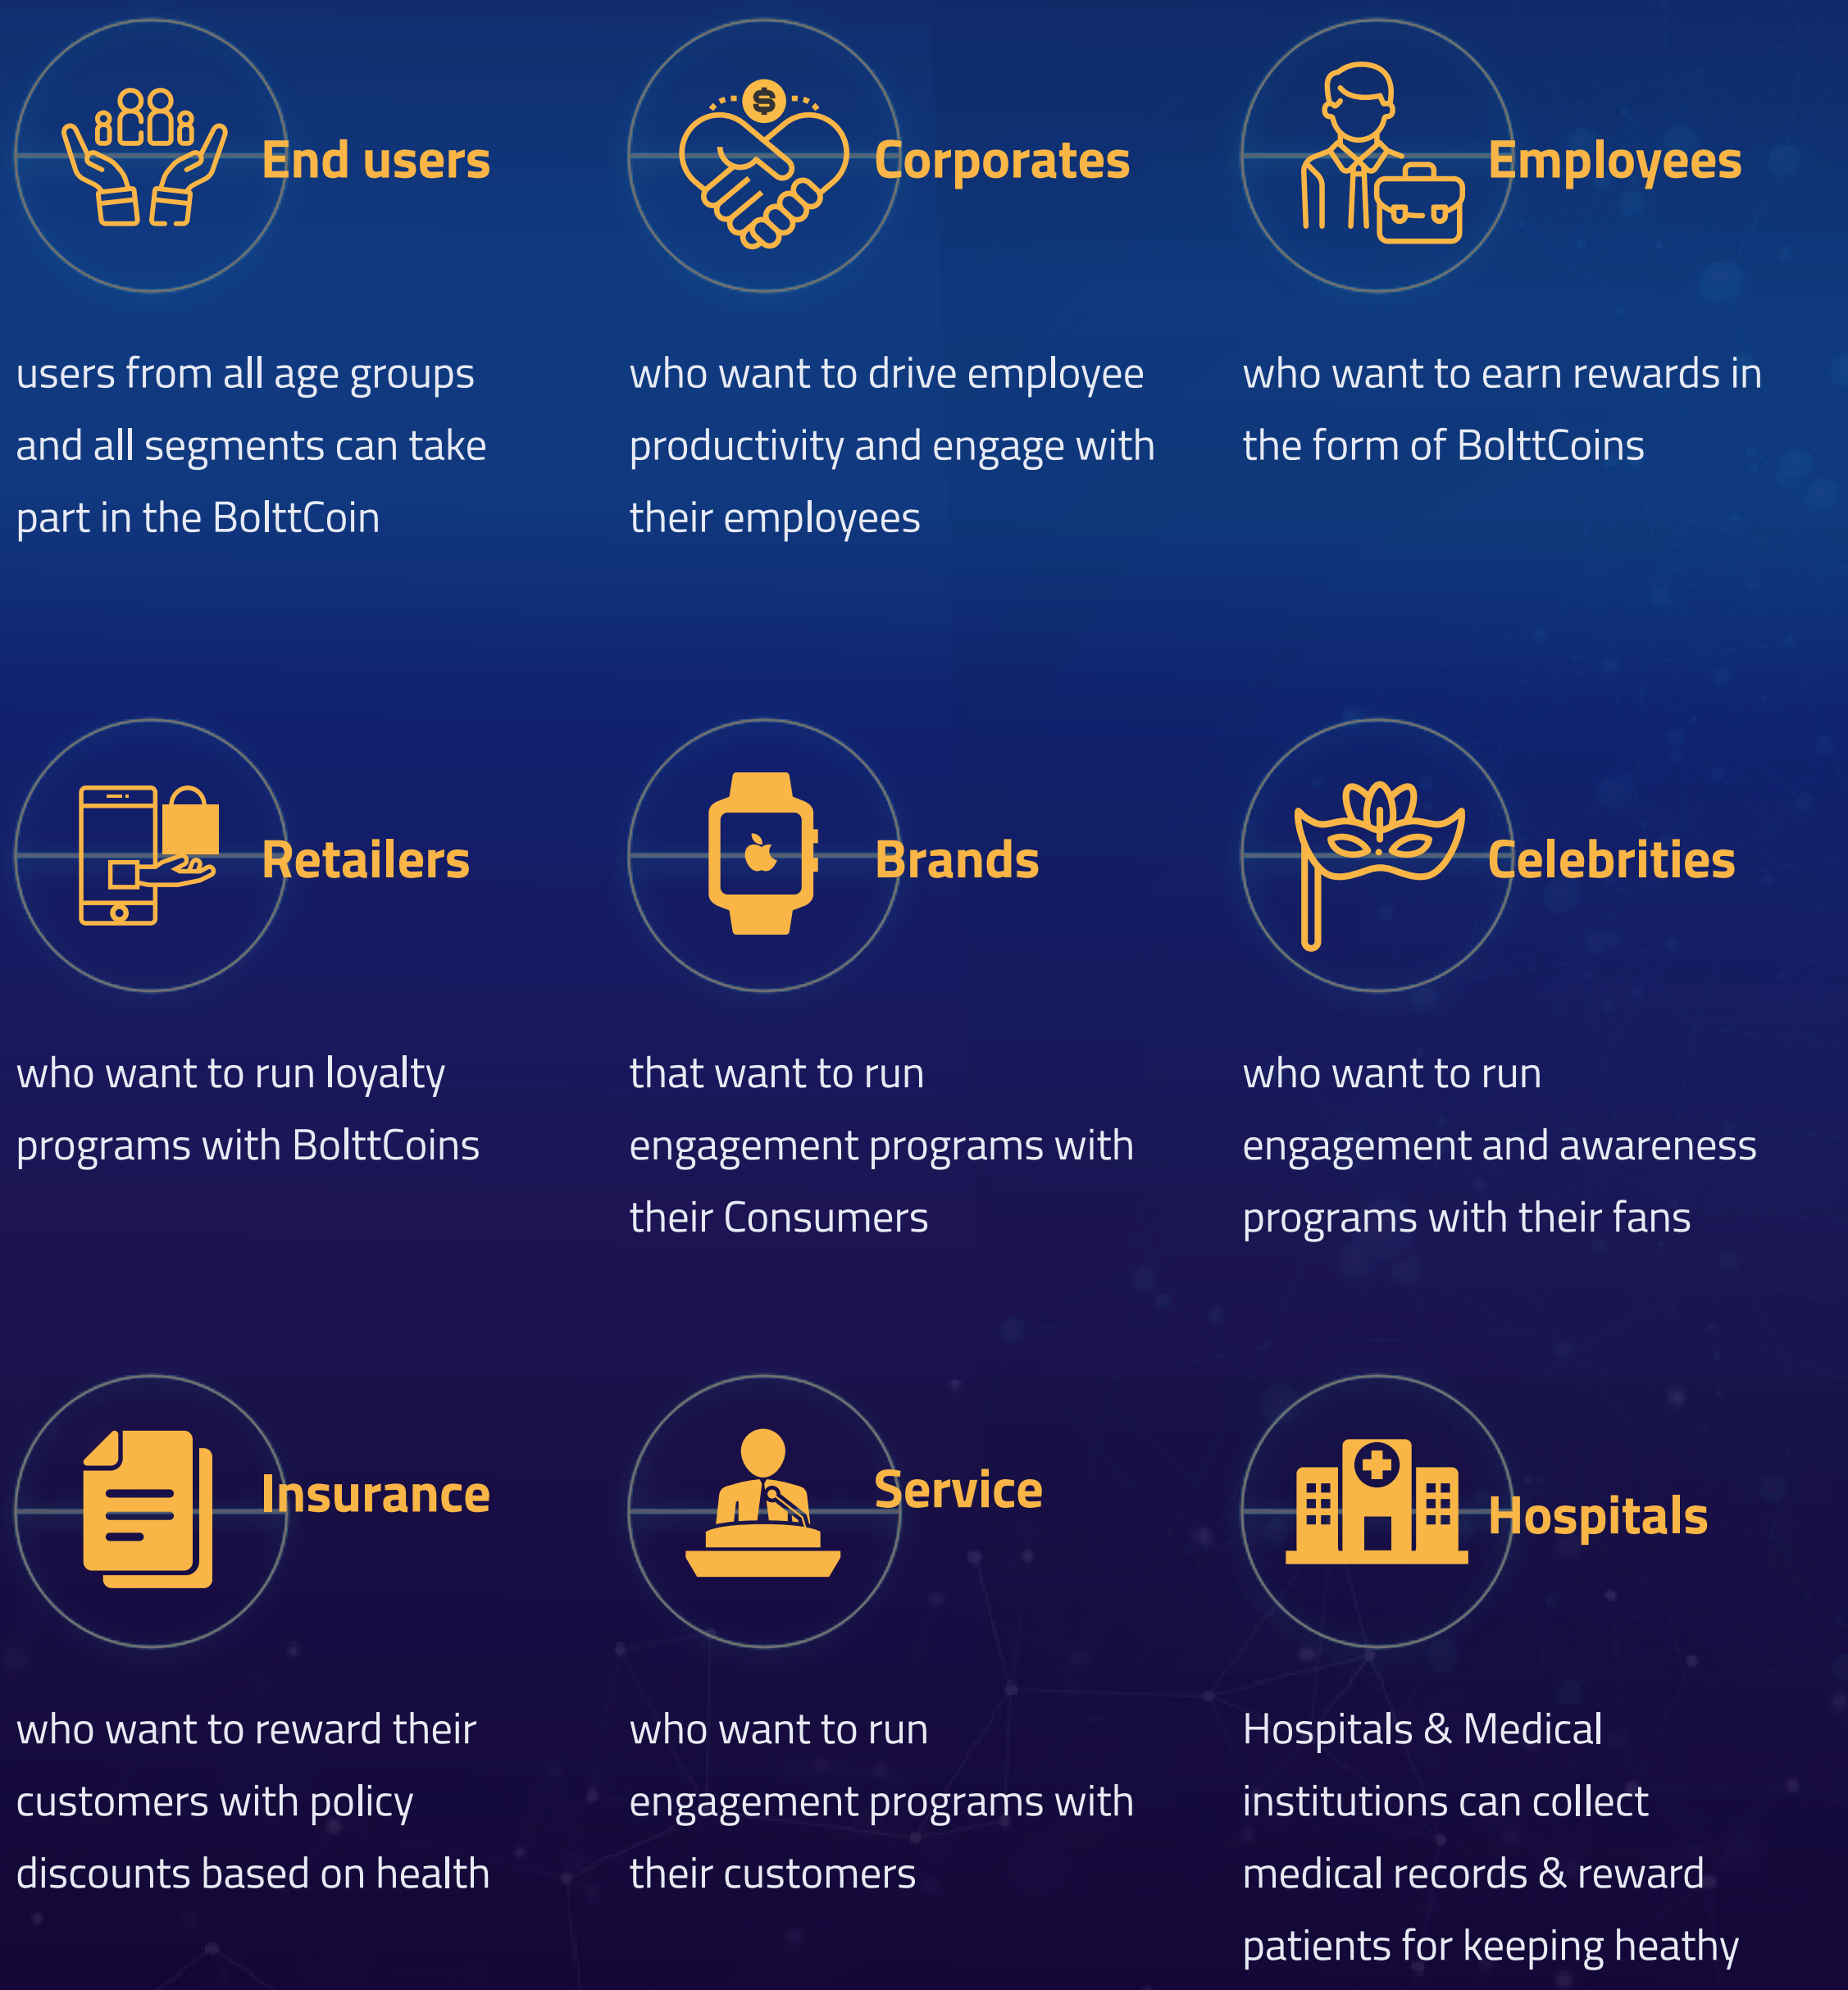 End users
users from all age groups
and all segments can take
part in the BolttCoin
$
Corporates
who want to drive employee
productivity and engage with
their employees
Employees
who want to earn rewards in
the form of BolttCoins
Retailers
who want to run loyalty
programs with BolttCoins
Brands
that want to run
engagement programs with
their Consumers
Celebrities
who want to run
engagement and awareness
programs with their fans
Insurance
who want to reward their
customers with policy
discounts based on health
Service
who want to run
engagement programs with
their customers
Hospitals
Hospitals & Medical
institutions can collect
medical records & reward
patients for keeping heathy